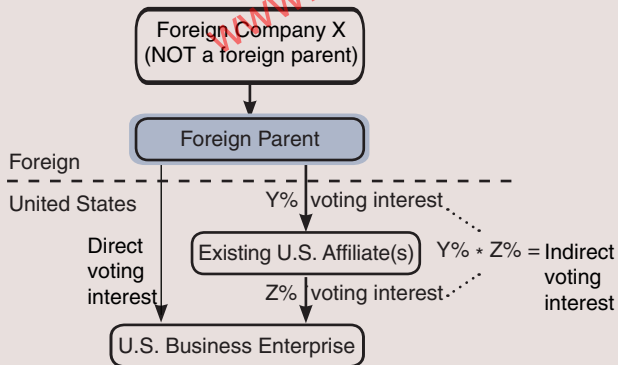 Foreign Company X
(NOT a foreign parent)
Foreign Parent
Foreign
United States
Y% voting interest
Direct
voting
interest
Existing U.S. Affiliate(s)
Y% * Z% = Indirect
voting
interest
Z% voting interest
U.S. Business Enterprise